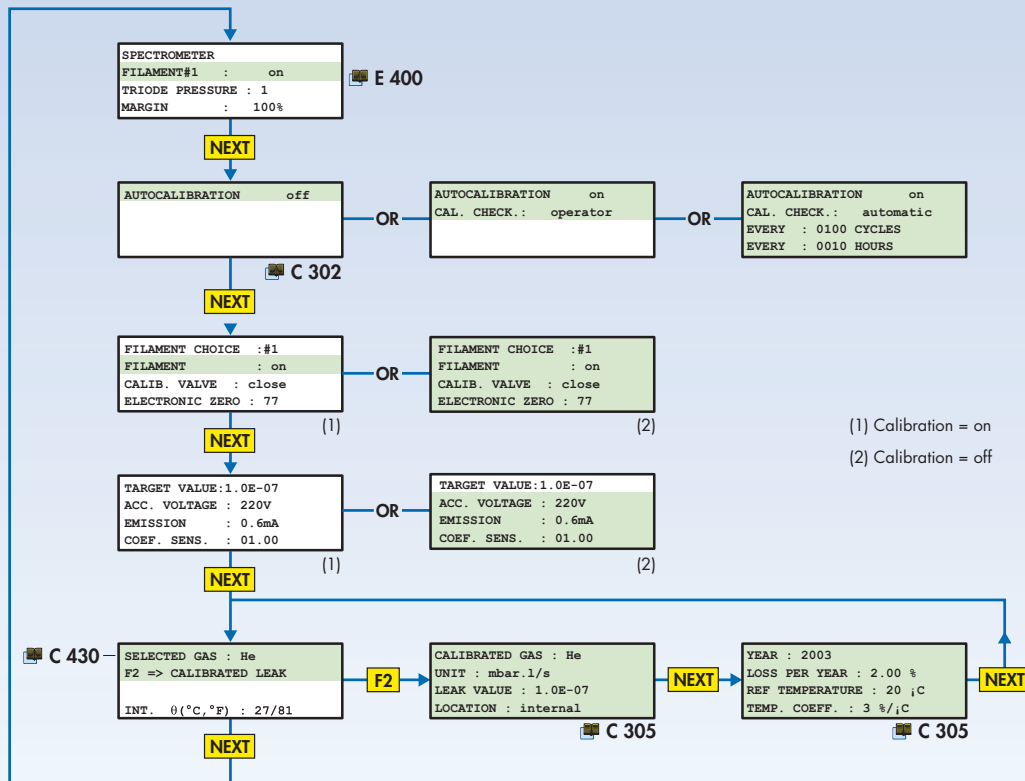 SPECTROMETER
FILAMENT#1 : on
TRIODE PRESSURE : 1
MARGIN : 100%
E 400
NEXT
AUTOCALIBRATION off
OR
AUTOCALIBRATION on
CAL. CHECK.: operator
OR
AUTOCALIBRATION on
CAL. CHECK.: automatic
EVERY : 0100 CYCLES
EVERY : 0010 HOURS
C 302
NEXT
FILAMENT CHOICE :#1
FILAMENT : on
CALIB. VALVE : close
ELECTRONIC ZERO : 77
(1)
OR
FILAMENT CHOICE :#1
FILAMENT : on
CALIB. VALVE : close
ELECTRONIC ZERO : 77
(2)
(1) Calibration = on
(2) Calibration = off
NEXT
TARGET VALUE:1.0E-07
ACC. VOLTAGE : 220V
EMISSION : 0.6mA
COEF. SENS. : 01.00
(1)
OR
TARGET VALUE:1.0E-07
ACC. VOLTAGE : 220V
EMISSION : 0.6mA
COEF. SENS. : 01.00
(2)
NEXT
C 430
SELECTED GAS : He
F2 => CALIBRATED LEAK
INT. θ(°C,°F) : 27/81
F2
CALIBRATED GAS : He
UNIT : mbar.l/s
LEAK VALUE : 1.0E-07
LOCATION : internal
C 305
NEXT
YEAR : 2003
LOSS PER YEAR : 2.00 %
REF TEMPERATURE : 20 ¡C
TEMP. COEFF. : 3 %/¡C
C 305
NEXT
NEXT